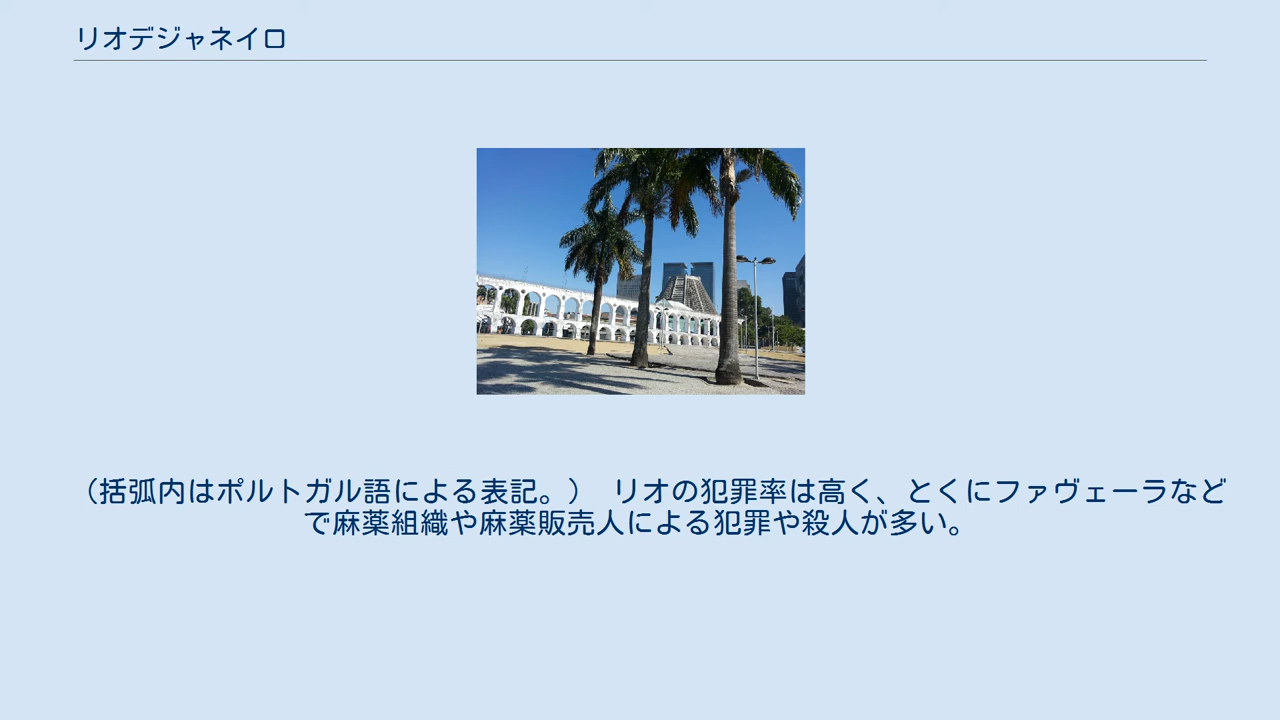 リオデジャネイロ
（括弧内はポルトガル語による表記。） リオの犯罪率は高く、とくにファヴェーラなど
で麻薬組織や麻薬販売人による犯罪や殺人が多い。